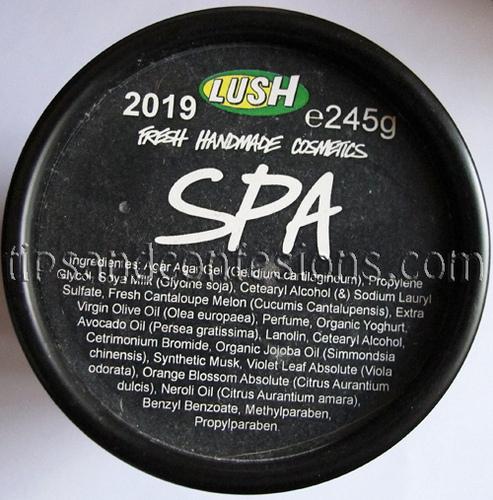 2019 LUSH e245g
FRESH HANDMADE COSMETICS
SPA
tipsandconfesions.com
Ingredientes: Agar Agar Gel (Gelidium cartilagineum), Propylene
Glycol, Soya Milk (Glycine soja), Cetearyl Alcohol (&) Sodium Lauryl
Sulfate, Fresh Cantaloupe Melon (Cucumis Cantalupensis), Extra
Virgin Olive Oil (Olea europaea), Perfume, Organic Yoghurt,
Avocado Oil (Persea gratissima), Lanolin, Cetearyl Alcohol,
Cetrimonium Bromide, Organic Jojoba Oil (Simmondsia
chinensis), Synthetic Musk, Violet Leaf Absolute (Viola
odorata), Orange Blossom Absolute (Citrus Aurantium
dulcis), Neroli Oil (Citrus Aurantium amara),
Benzyl Benzoate, Methylparaben,
Propylparaben.